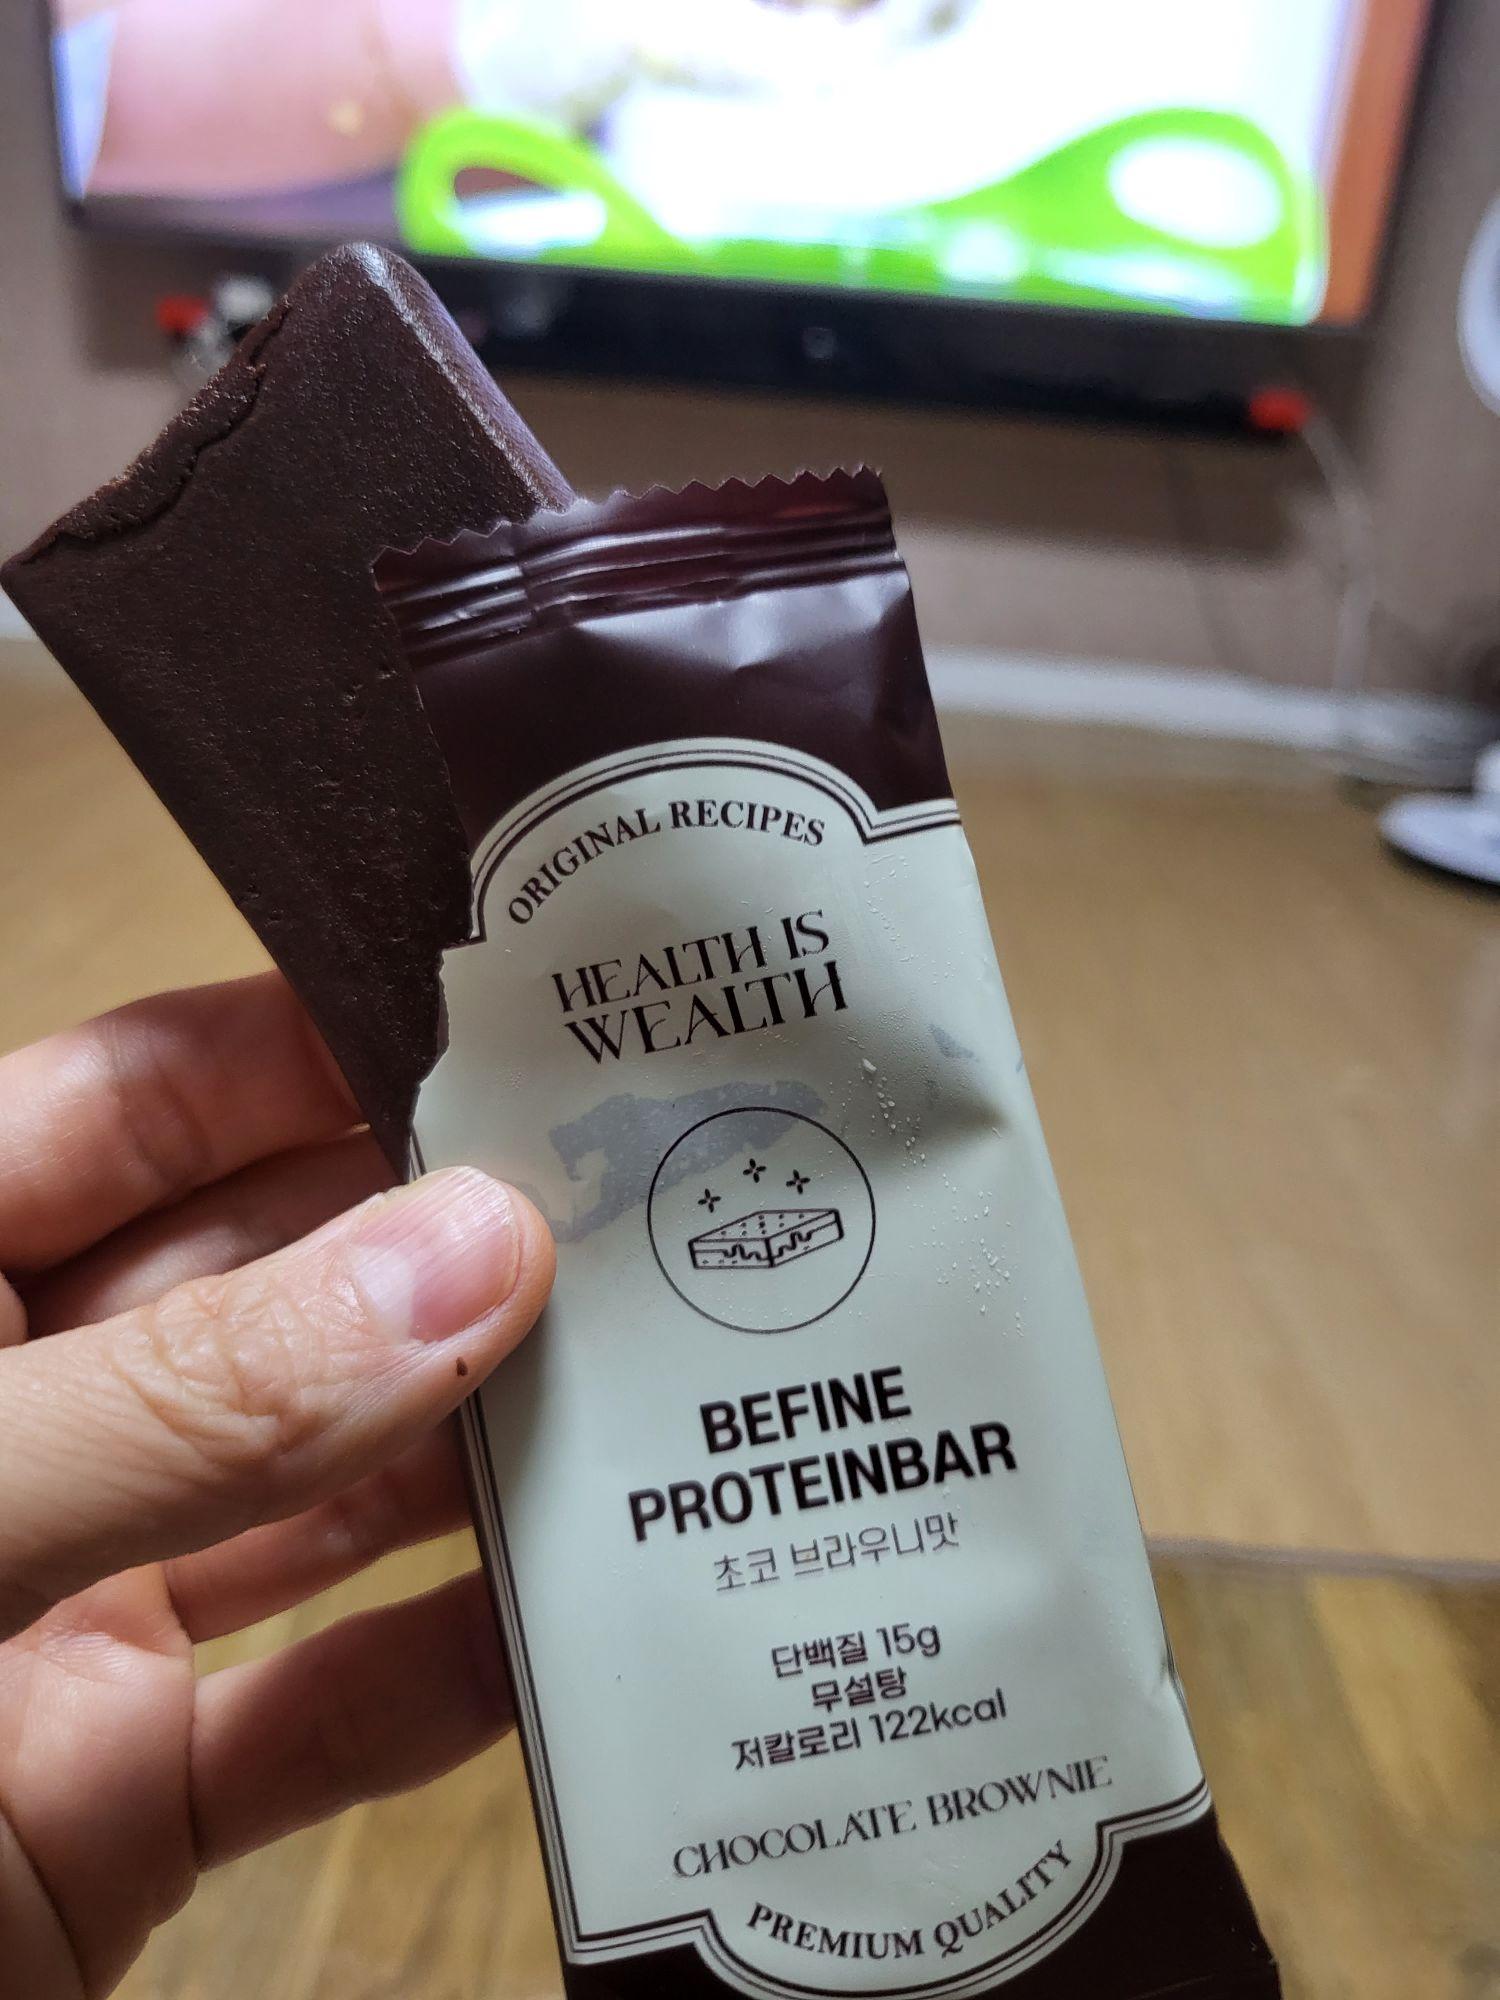 ORIGINAL RECIPES
HEALTH IS
WEALTH
BEFINE
PROTEINBAR
초코 브라우니맛
단백질 15g
무설탕
저칼로리 122kcal
CHOCOLATE BROWNIE
PREMIUM QUALITY